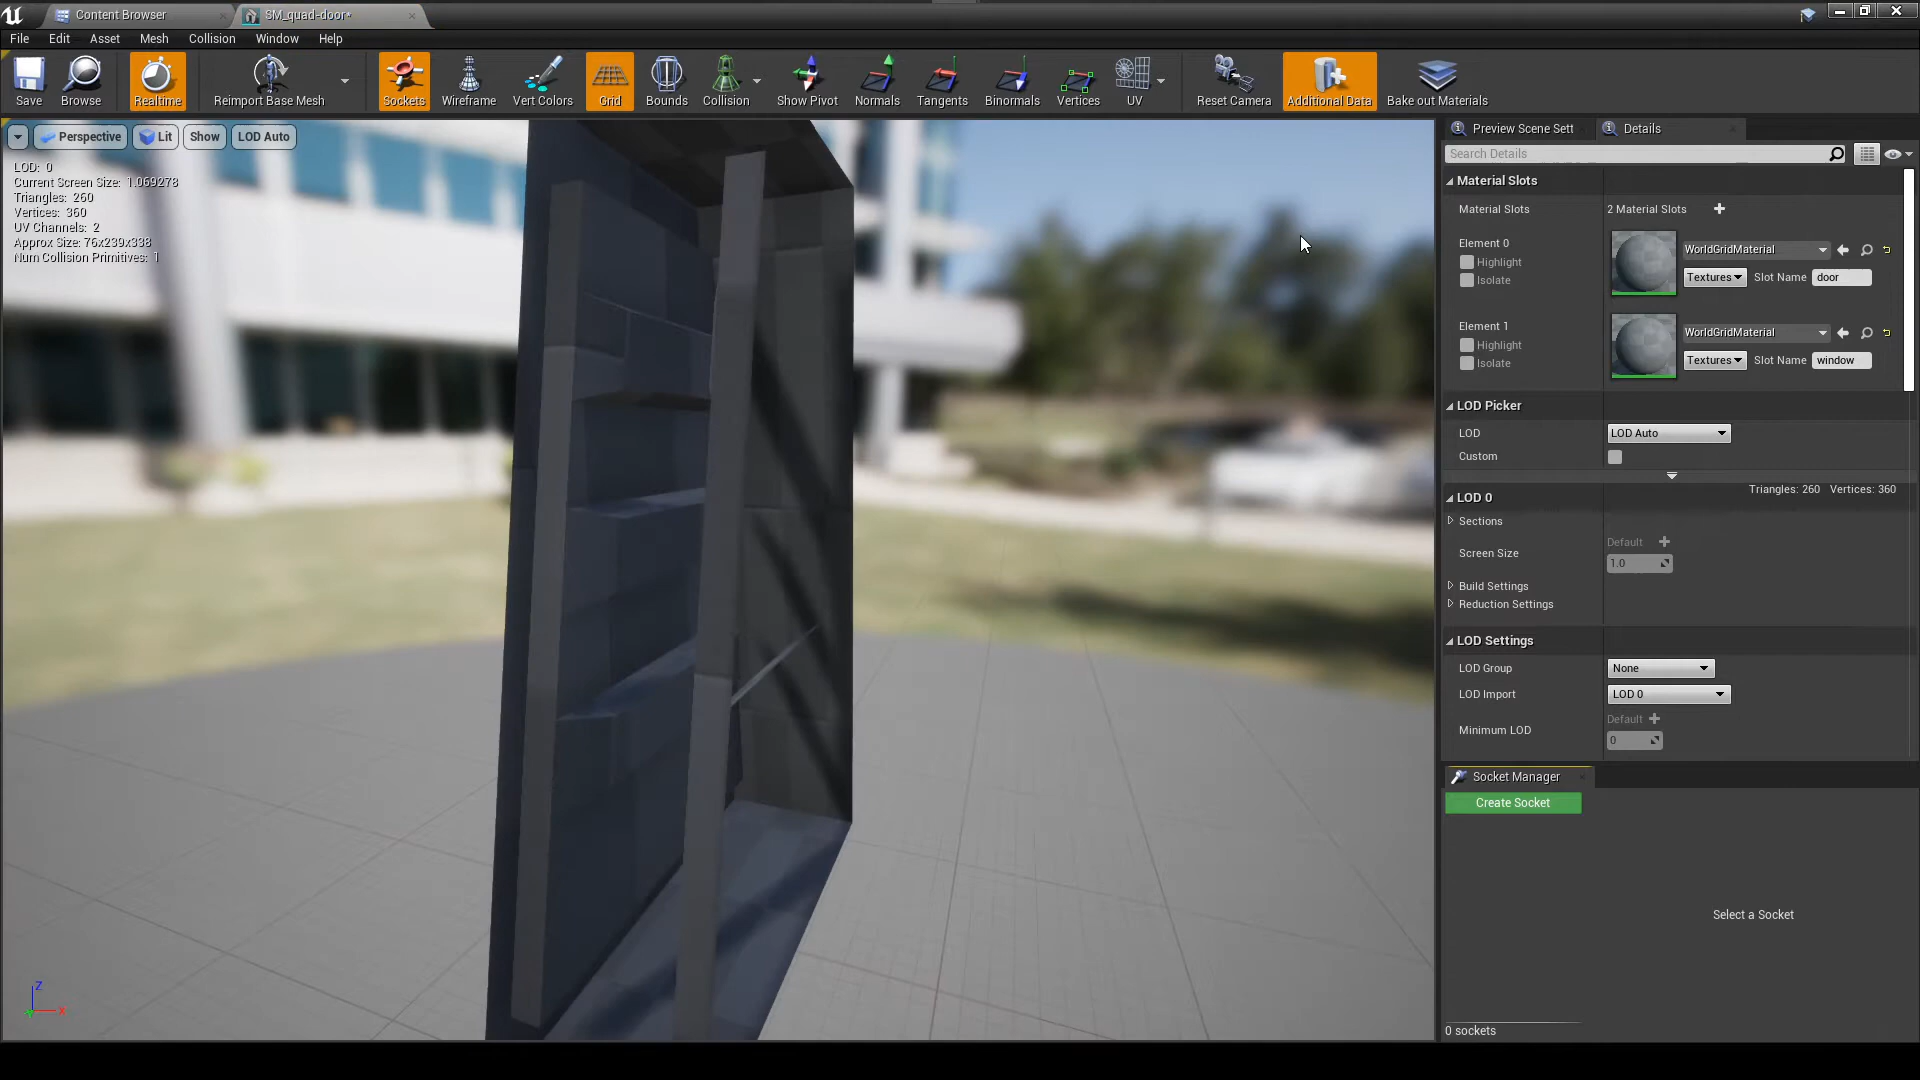 Content Browser
SM_quad-door*
File Edit Asset Mesh Collision Window Help
Save Browse Realtime Reimport Base Mesh Sockets Wireframe Vert Colors Grid Bounds Collision Show Pivot Normals Tangents Binormals Vertices UV Reset Camera Additional Data Bake out Materials
Perspective Lit Show LOD Auto
LOD: 0
Current Screen Size: 1.069278
Triangles: 260
Vertices: 360
UV Channels: 2
Approx Size: 76x239x338
Num Collision Primitives: 1
Z
X
Preview Scene Sett Details
Search Details
Material Slots
Material Slots 2 Material Slots
Element 0
Highlight
Isolate
WorldGridMaterial
Textures Slot Name door
Element 1
Highlight
Isolate
WorldGridMaterial
Textures Slot Name window
LOD Picker
LOD LOD Auto
Custom
LOD 0 Triangles: 260 Vertices: 360
Sections
Screen Size Default
1.0
Build Settings
Reduction Settings
LOD Settings
LOD Group None
LOD Import LOD 0
Minimum LOD Default
0
Socket Manager
Create Socket
Select a Socket
0 sockets